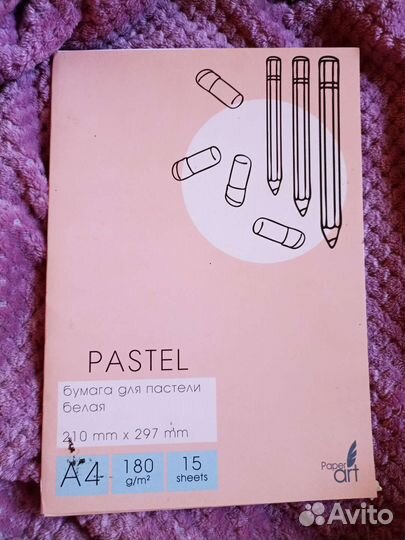 PASTEL
бумага для пастели
белая
210 mm x 297 mm
A4
180
g/m²
15
sheets
Paper
art
Avito